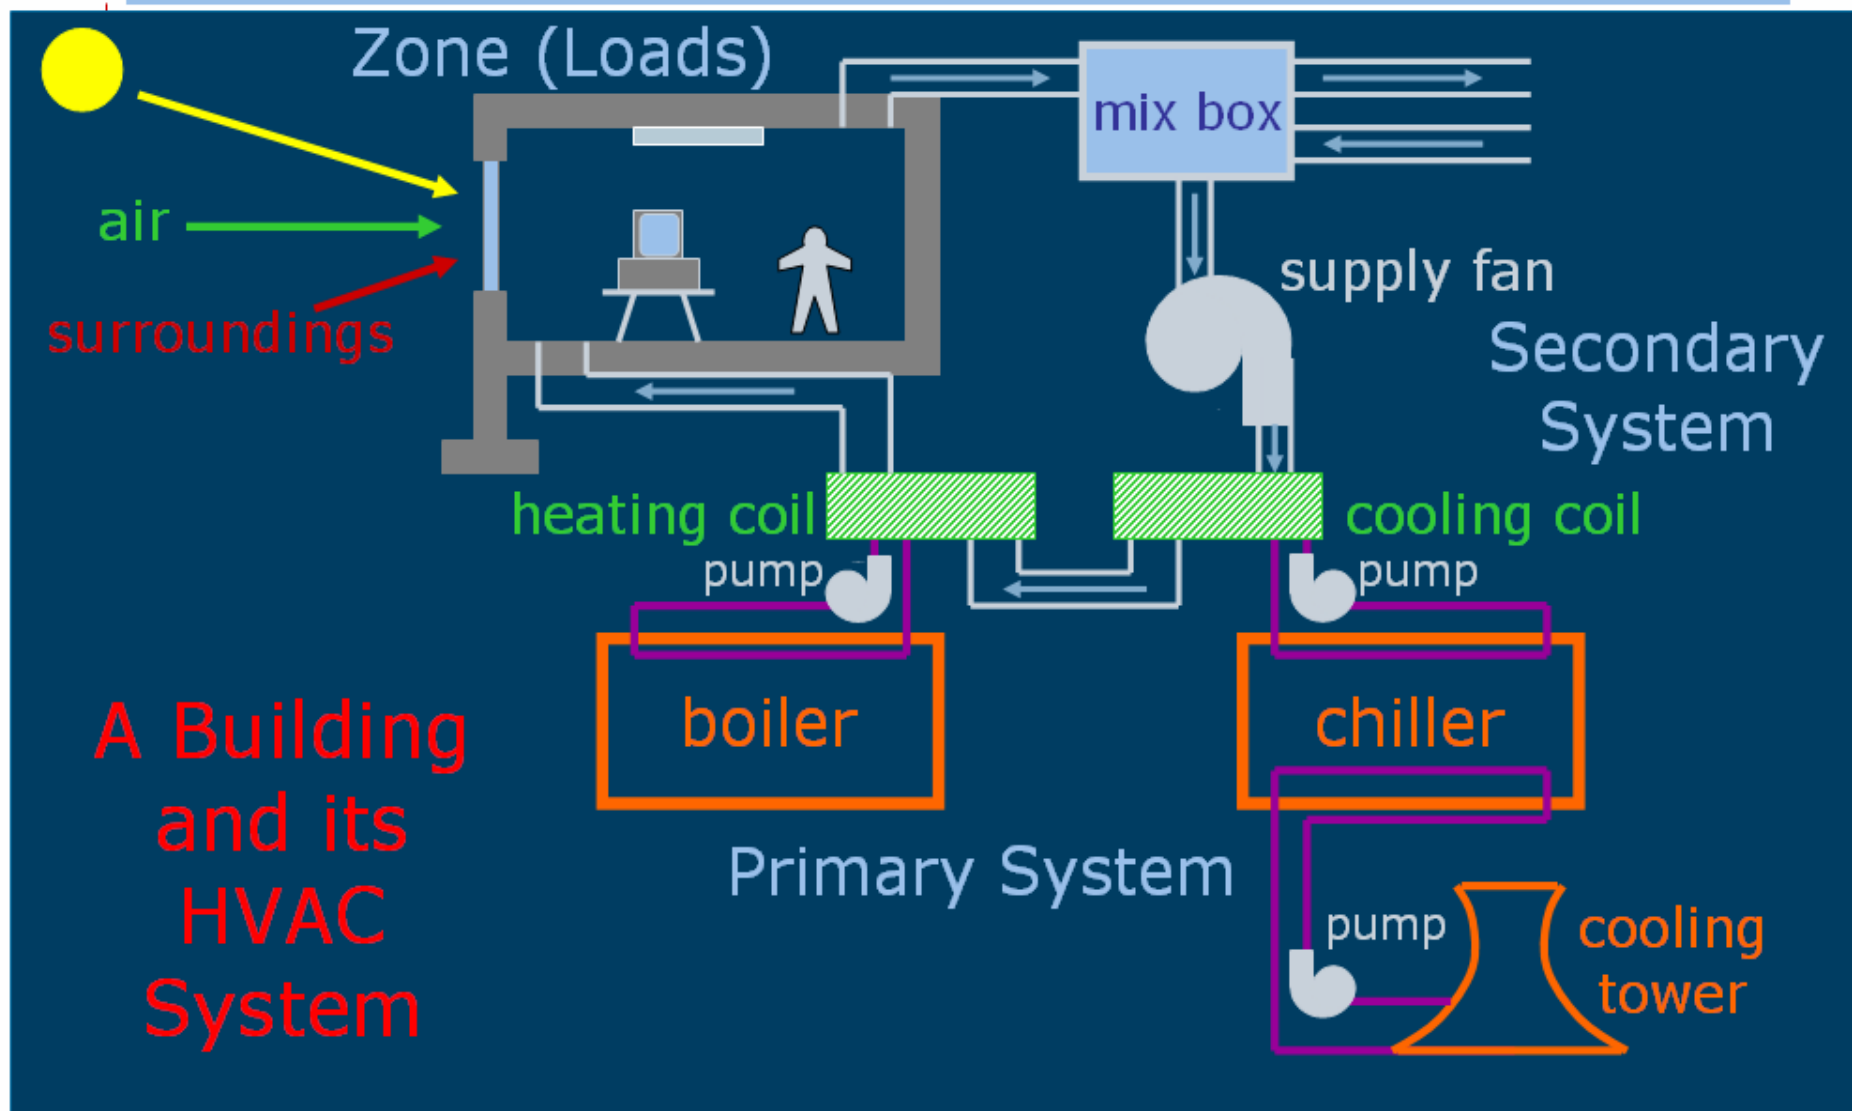 Zone (Loads)
mix box
air
surroundings
supply fan
Secondary
System
heating coil
cooling coil
pump
pump
boiler
chiller
A Building
and its
HVAC
System
Primary System
pump
cooling
tower